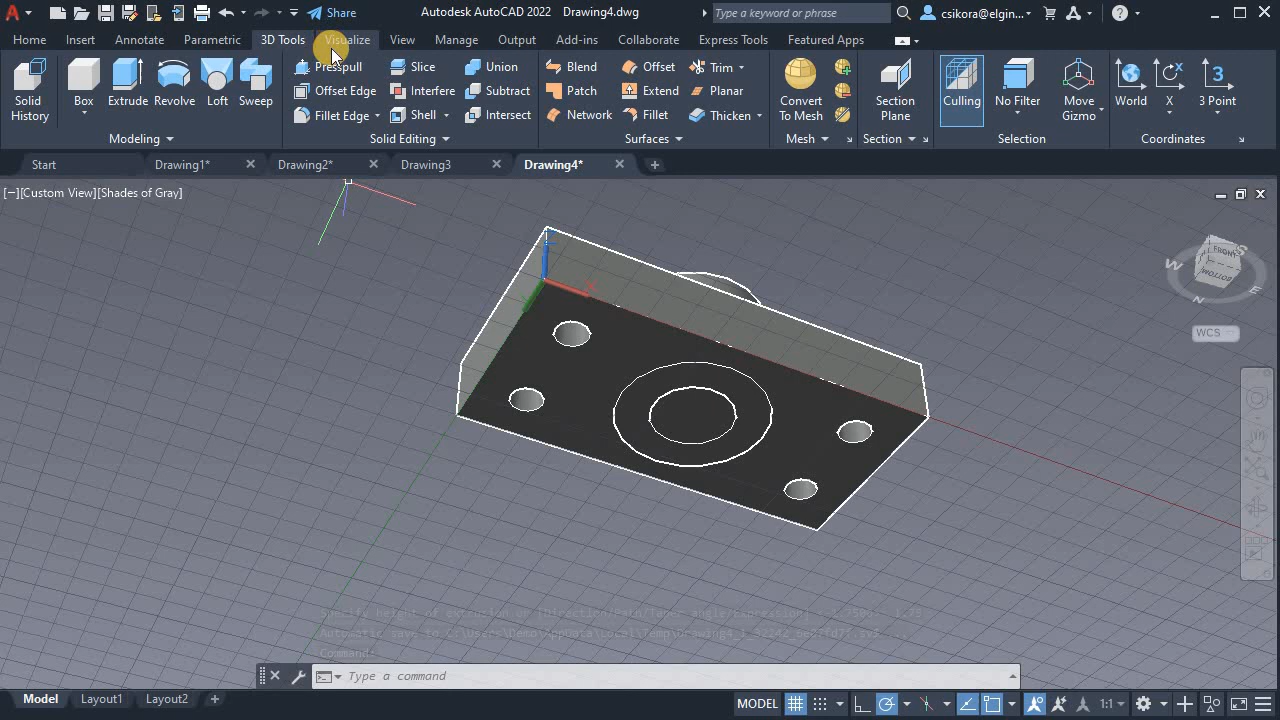 Share
Autodesk AutoCAD 2022 Drawing4.dwg
Type a keyword or phrase
csikora@elgin...
Home Insert Annotate Parametric 3D Tools Visualize View Manage Output Add-ins Collaborate Express Tools Featured Apps
Solid History
Box
Extrude
Revolve
Loft
Sweep
Modeling
Presspull
Offset Edge
Fillet Edge
Slice
Interfere
Shell
Union
Subtract
Intersect
Solid Editing
Blend
Patch
Network
Offset
Extend
Fillet
Trim
Planar
Thicken
Surfaces
Convert To Mesh
Mesh
Section Plane
Section
Culling
No Filter
Move Gizmo
Selection
World
X
3 Point
Coordinates
Start Drawing1* Drawing2* Drawing3 Drawing4*
[−][Custom View][Shades of Gray]
FRONT
BOTTOM
W
S
E
N
WCS
Command:
Type a command
Model Layout1 Layout2
MODEL
1:1